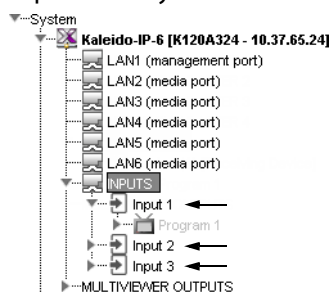 System
Kaleido-IP-6 [K120A324 - 10.37.65.24]
LAN1 (management port)
LAN2 (media port)
LAN3 (media port)
LAN4 (media port)
LAN5 (media port)
LAN6 (media port)
INPUTS
Input 1
Program 1
Input 2
Input 3
MULTIVIEWER OUTPUTS